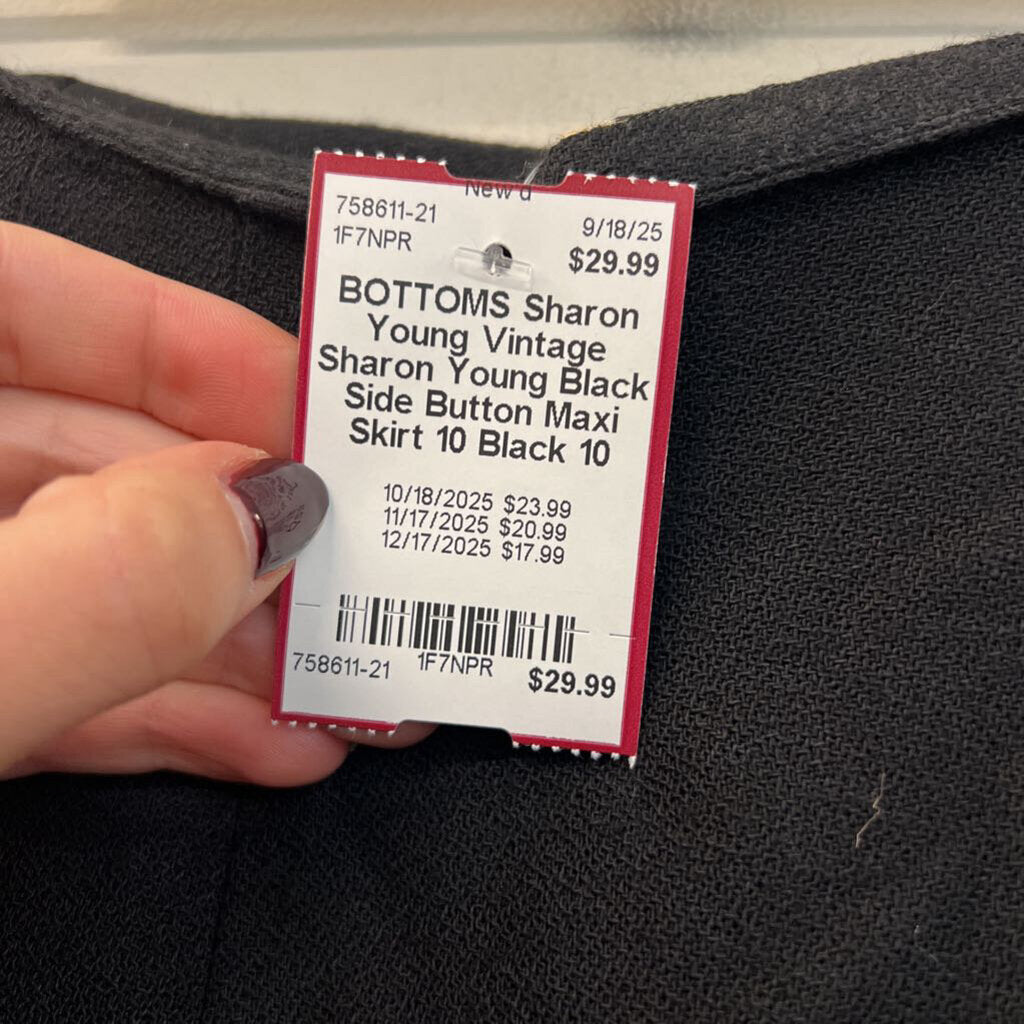 New'd
758611-21
9/18/25
1F7NPR
$29.99
BOTTOMS Sharon
Young Vintage
Sharon Young Black
Side Button Maxi
Skirt 10 Black 10
10/18/2025 $23.99
11/17/2025 $20.99
12/17/2025 $17.99
758611-21 1F7NPR $29.99